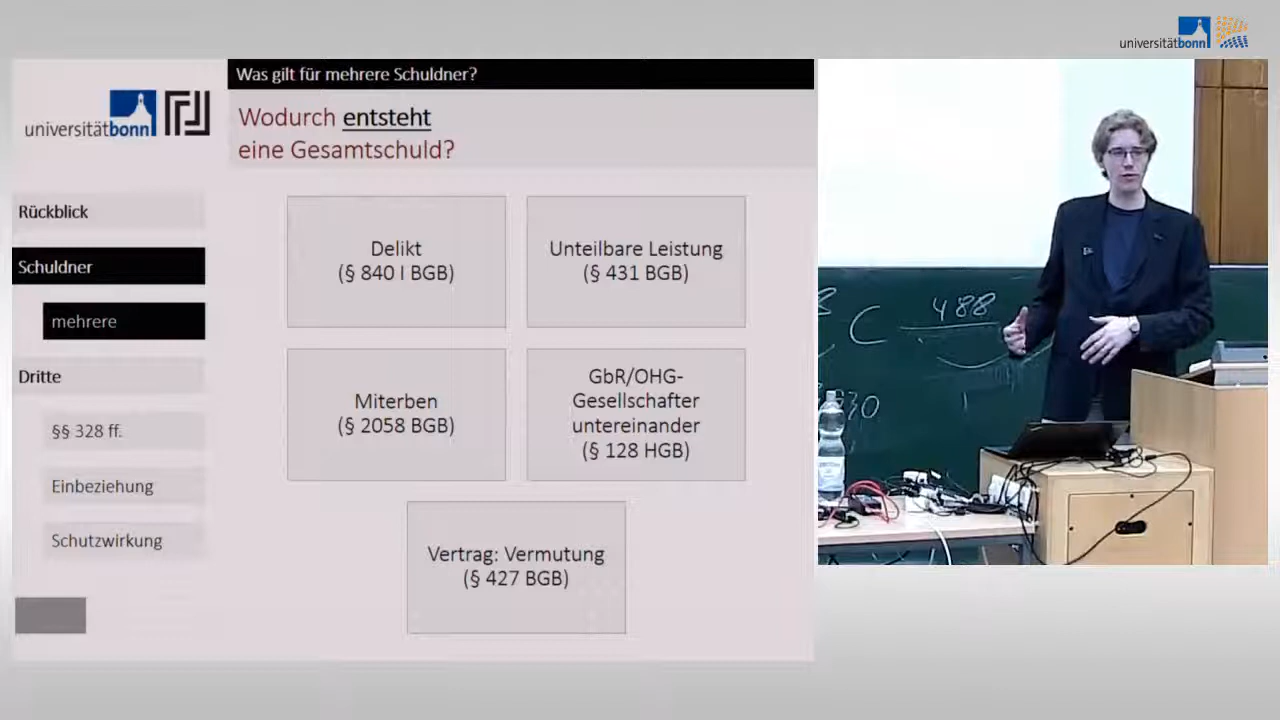 universitätbonn
Was gilt für mehrere Schuldner?
universitätbonn
Wodurch entsteht
eine Gesamtschuld?
Rückblick
Schuldner
mehrere
Dritte
§§ 328 ff.
Einbeziehung
Schutzwirkung
Delikt
(§ 840 I BGB)
Unteilbare Leistung
(§ 431 BGB)
Miterben
(§ 2058 BGB)
GbR/OHG-
Gesellschafter
untereinander
(§ 128 HGB)
Vertrag: Vermutung
(§ 427 BGB)
C
488